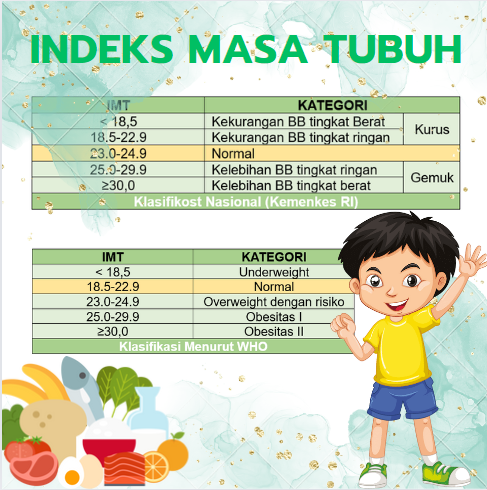 INDEKS MASA TUBUH
IMT KATEGORI
< 18,5 Kekurangan BB tingkat Berat Kurus
18.5-22.9 Kekurangan BB tingkat ringan
23.0-24.9 Normal
25.0-29.9 Kelebihan BB tingkat ringan Gemuk
≥30,0 Kelebihan BB tingkat berat
Klasifikost Nasional (Kemenkes RI)
IMT KATEGORI
< 18,5 Underweight
18.5-22.9 Normal
23.0-24.9 Overweight dengan risiko
25.0-29.9 Obesitas I
≥30,0 Obesitas II
Klasifikasi Menurut WHO